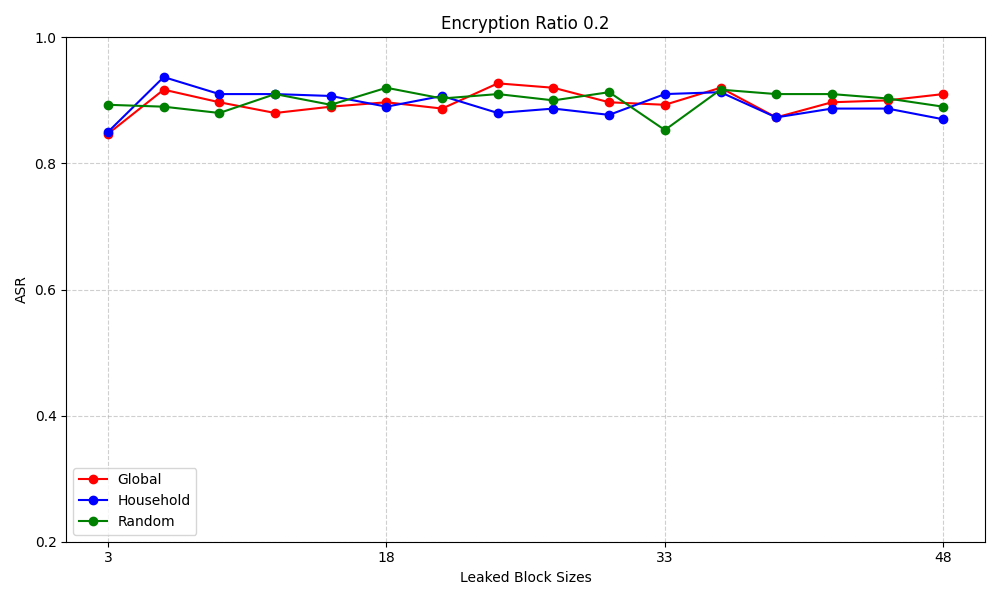 Encryption Ratio 0.2
1.0
0.8
0.6
0.4
0.2
ASR
Global
Household
Random
3
18
33
48
Leaked Block Sizes